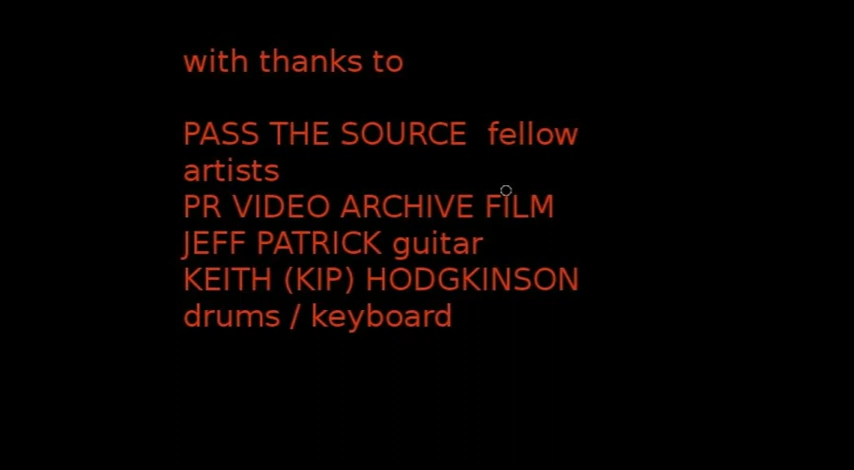 with thanks to
PASS THE SOURCE  fellow
artists
PR VIDEO ARCHIVE FILM
JEFF PATRICK guitar
KEITH (KIP) HODGKINSON
drums / keyboard